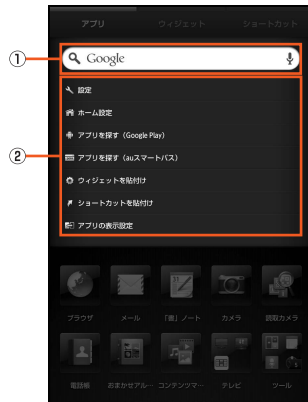 アプリ ウィジェット ショートカット
① Google
② 設定
ホーム設定
アプリを探す（Google Play）
アプリを探す（auスマートパス）
ウィジェットを貼付け
ショートカットを貼付け
アプリの表示設定
ブラウザ メール 「意」ノート カメラ 読取カメラ
電話帳 おまかせアル… コンテンツマ… テレビ ツール